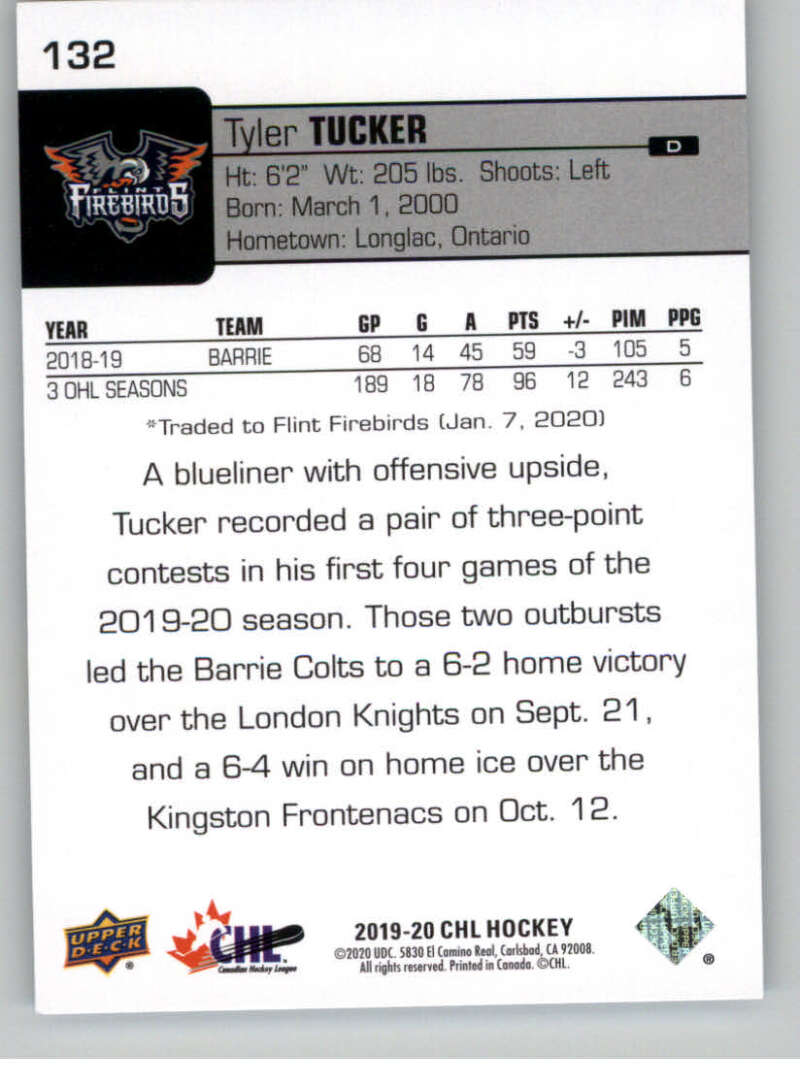 132
FLINT
FIREBIRDS
Tyler TUCKER
D
Ht: 6'2" Wt: 205 lbs. Shoots: Left
Born: March 1, 2000
Hometown: Longlac, Ontario
YEAR TEAM GP G A PTS +/- PIM PPG
2018-19 BARRIE 68 14 45 59 -3 105 5
3 OHL SEASONS 189 18 78 96 12 243 6
*Traded to Flint Firebirds (Jan. 7, 2020)
A blueliner with offensive upside,
Tucker recorded a pair of three-point
contests in his first four games of the
2019-20 season. Those two outbursts
led the Barrie Colts to a 6-2 home victory
over the London Knights on Sept. 21,
and a 6-4 win on home ice over the
Kingston Frontenacs on Oct. 12.
UPPER
D·E·C·K
®
CHL
™
Canadian Hockey League
2019-20 CHL HOCKEY
©2020 UDC. 5830 El Camino Real, Carlsbad, CA 92008.
All rights reserved. Printed in Canada. ©CHL.
®